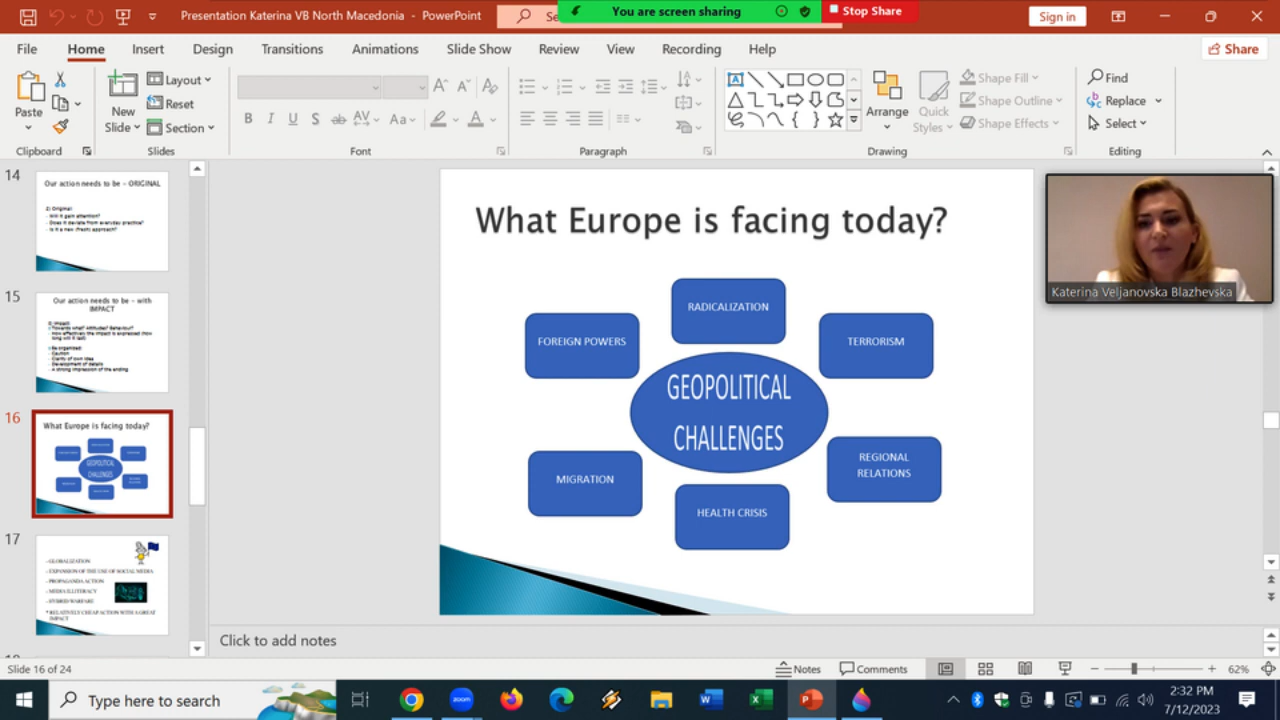 Presentation Katerina VB North Macedonia - PowerPoint
Se
You are screen sharing
Stop Share
Sign in
File Home Insert Design Transitions Animations Slide Show Review View Recording Help
Share
Paste
Clipboard
New
Slide
Layout
Reset
Section
Slides
B I U S ab AV Aa A
Font
Paragraph
Arrange
Quick
Styles
Shape Fill
Shape Outline
Shape Effects
Drawing
Find
Replace
Select
Editing
14
Our action needs to be - ORIGINAL
2) Original:
- Will it gain attention?
- Does it deviate from everyday practice?
- Is it a new (fresh) approach?
15
Our action needs to be - with
IMPACT
Towards what? Attitudes? Behaviour?
- How effectively the impact is expressed (how
long will it last)
Be organized:
- Caution
- Clarity of own idea
- Development of details
- A strong impression of the ending
16
What Europe is facing today?
GEOPOLITICAL
CHALLENGES
17
- GLOBALIZATION
- EXPANSION OF THE USE OF SOCIAL MEDIA
- PROPAGANDA ACTION
- MEDIA ILLITERACY
- HYBRID WARFARE
* RELATIVELY CHEAP ACTION WITH A GREAT
IMPACT
What Europe is facing today?
RADICALIZATION
FOREIGN POWERS
TERRORISM
GEOPOLITICAL
CHALLENGES
REGIONAL
RELATIONS
MIGRATION
HEALTH CRISIS
Katerina Veljanovska Blazhevska
Click to add notes
Slide 16 of 24
Notes
Comments
62%
Type here to search
zoom
2:32 PM
7/12/2023